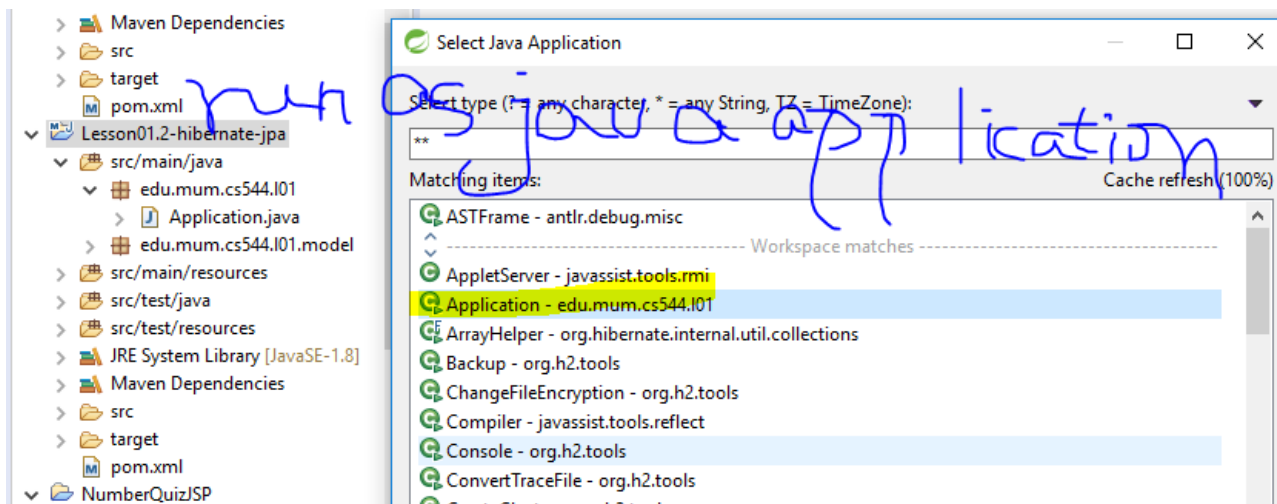 Maven Dependencies
src
target
pom.xml
Lesson01.2-hibernate-jpa
src/main/java
edu.mum.cs544.l01
Application.java
edu.mum.cs544.l01.model
src/main/resources
src/test/java
src/test/resources
JRE System Library [JavaSE-1.8]
Maven Dependencies
src
target
pom.xml
NumberQuizJSP
run as java application
Select Java Application
Select type (? = any character, * = any String, TZ = TimeZone):
**
Matching items:
Cache refresh (100%)
ASTFrame - antlr.debug.misc
Workspace matches
AppletServer - javassist.tools.rmi
Application - edu.mum.cs544.l01
ArrayHelper - org.hibernate.internal.util.collections
Backup - org.h2.tools
ChangeFileEncryption - org.h2.tools
Compiler - javassist.tools.reflect
Console - org.h2.tools
ConvertTraceFile - org.h2.tools